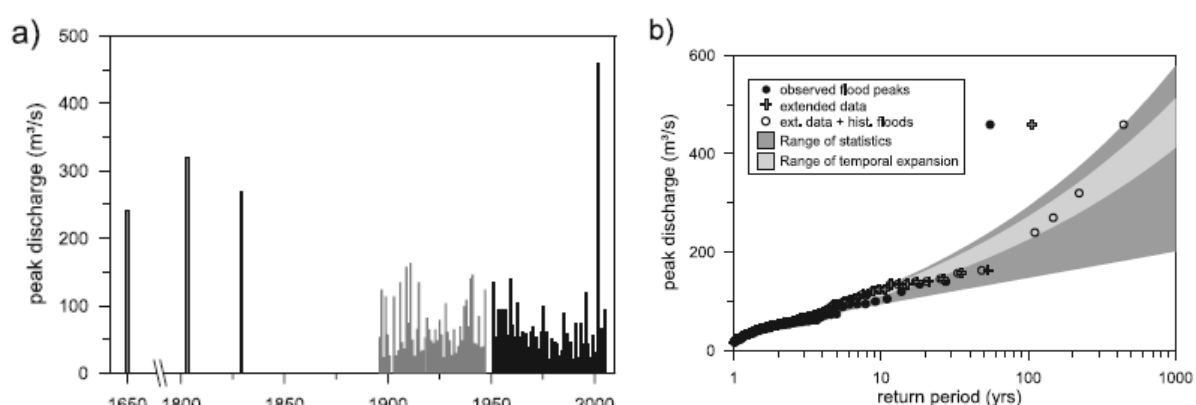 a)
500
400
300
200
100
0
peak discharge (m³/s)
1650 1800 1850 1900 1950 2000
b)
600
400
200
0
peak discharge (m³/s)
observed flood peaks
extended data
ext. data + hist. floods
Range of statistics
Range of temporal expansion
1 10 100 1000
return period (yrs)